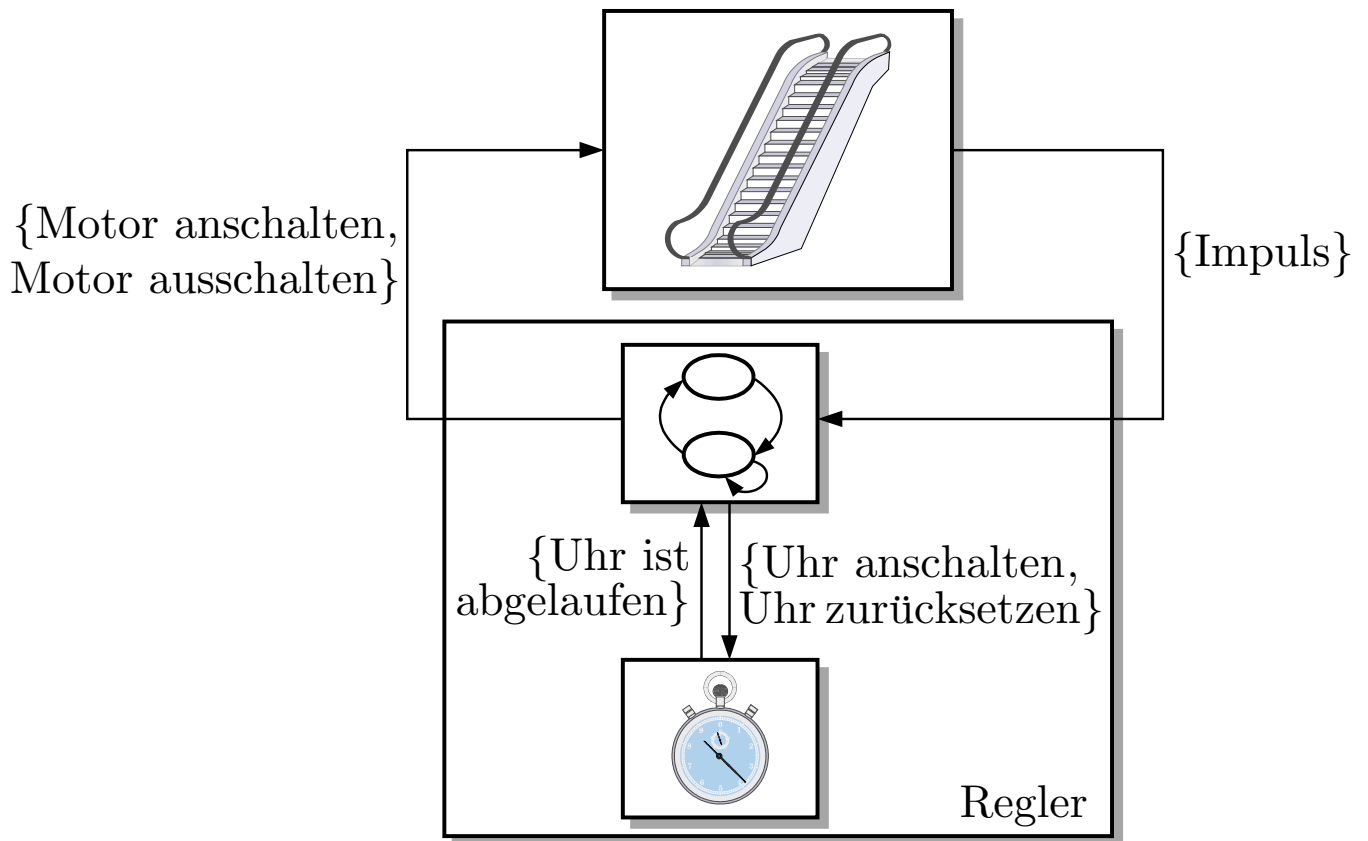 {Motor anschalten,
Motor ausschalten}
{Impuls}
{Uhr ist
abgelaufen}
{Uhr anschalten,
Uhr zurücksetzen}
Regler